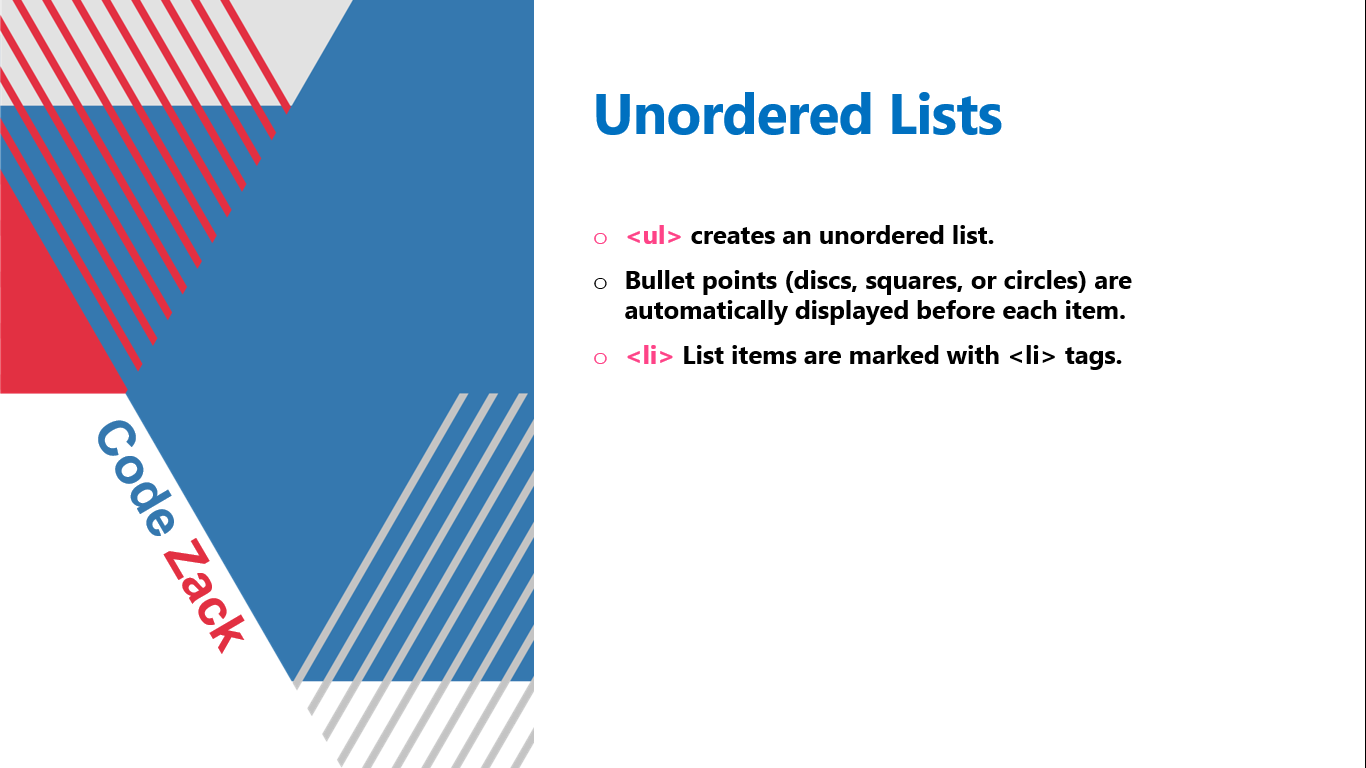 Unordered Lists
○ <ul> creates an unordered list.
○ Bullet points (discs, squares, or circles) are
automatically displayed before each item.
○ <li> List items are marked with <li> tags.
Code Zack